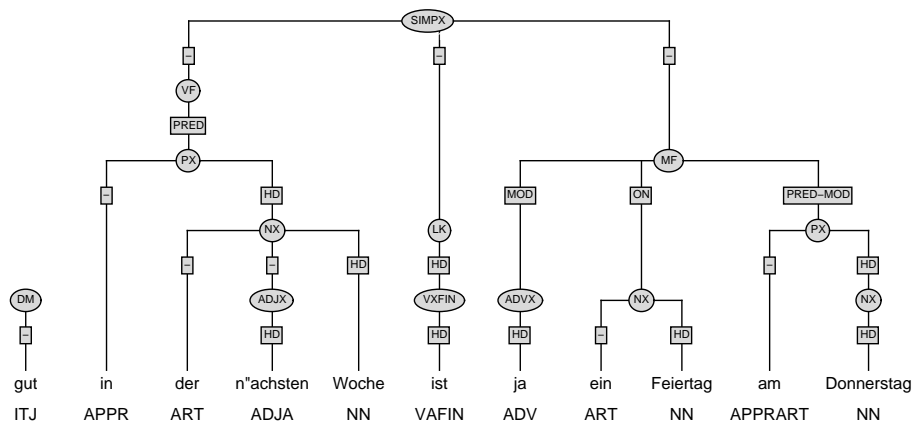 SIMPX
– – –
VF
PRED
PX MF
– HD MOD ON PRED–MOD
NX LK PX
– – HD HD – HD
DM ADJX VXFIN ADVX NX NX
– HD HD HD – HD HD
gut in der n"achsten Woche ist ja ein Feiertag am Donnerstag
ITJ APPR ART ADJA NN VAFIN ADV ART NN APPRART NN